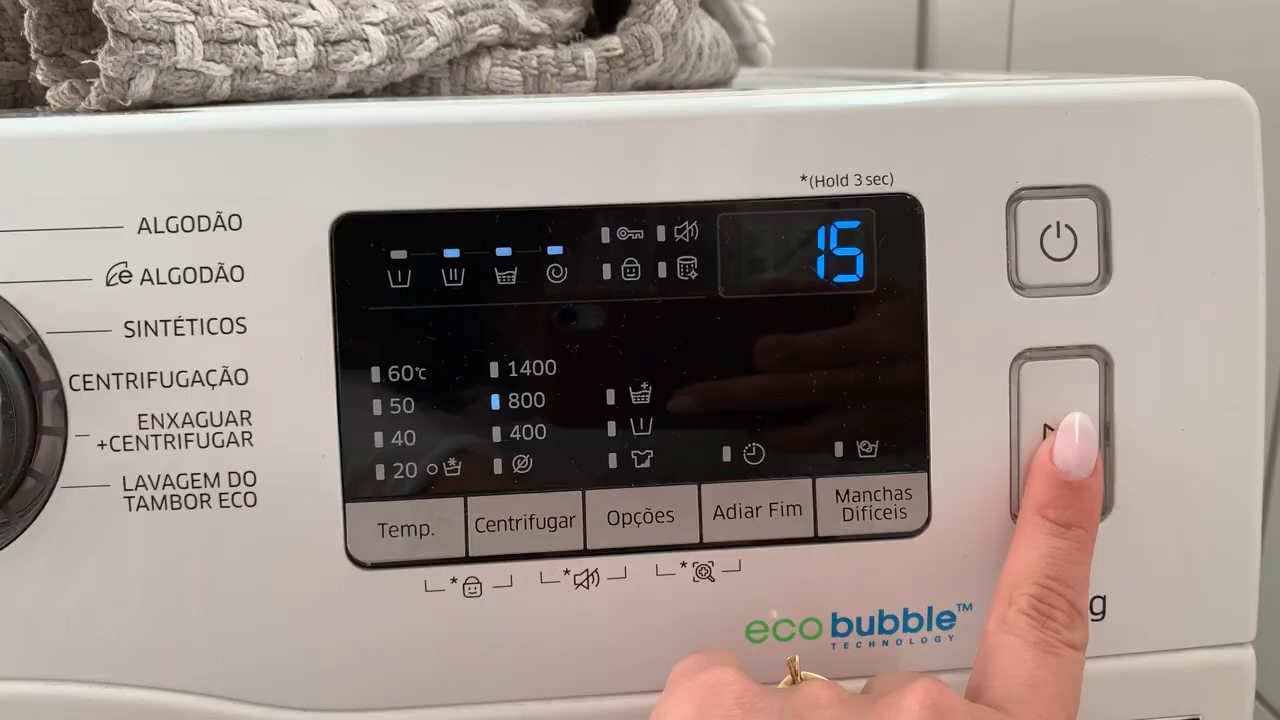 *(Hold 3 sec)
ALGODÃO
e ALGODÃO
SINTÉTICOS
CENTRIFUGAÇÃO
ENXAGUAR
+CENTRIFUGAR
LAVAGEM DO
TAMBOR ECO
15
60℃
50
40
20
1400
800
400
Temp.
Centrifugar
Opções
Adiar Fim
Manchas
Difíceis
*
*
*
eco bubble™
TECHNOLOGY
g